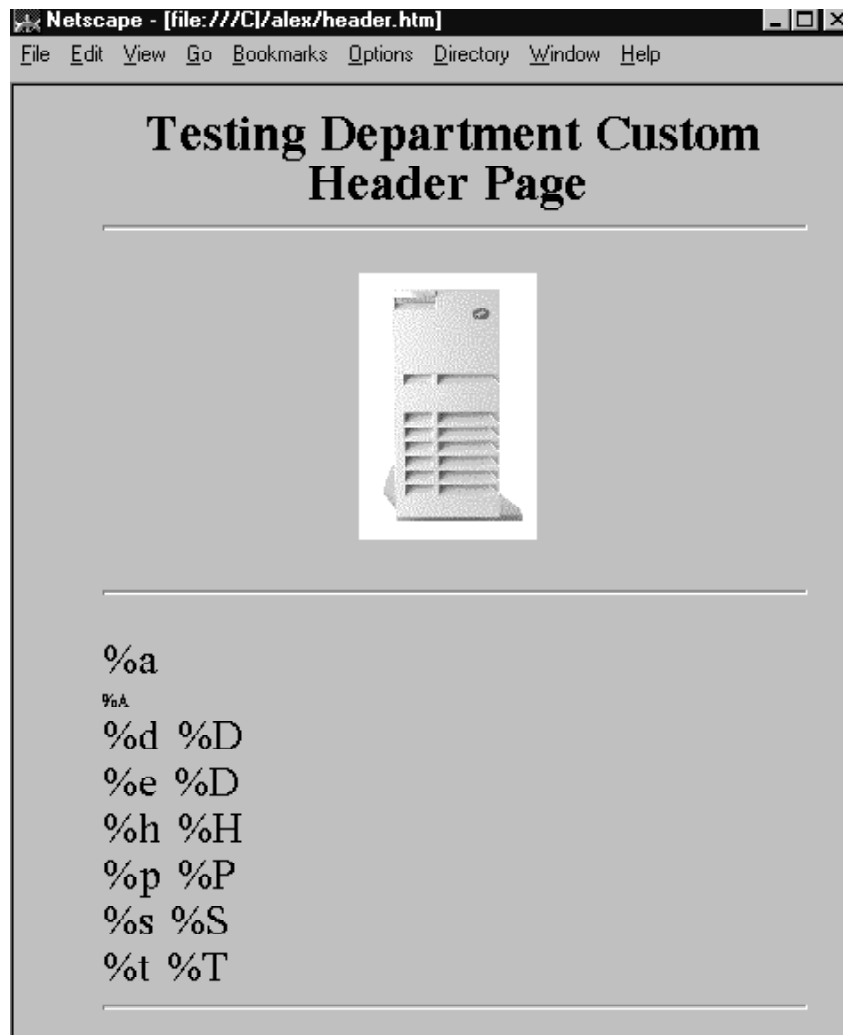 Netscape - [file:///C|/alex/header.htm]
File Edit View Go Bookmarks Options Directory Window Help
Testing Department Custom
Header Page
%a
%A
%d %D
%e %D
%h %H
%p %P
%s %S
%t %T